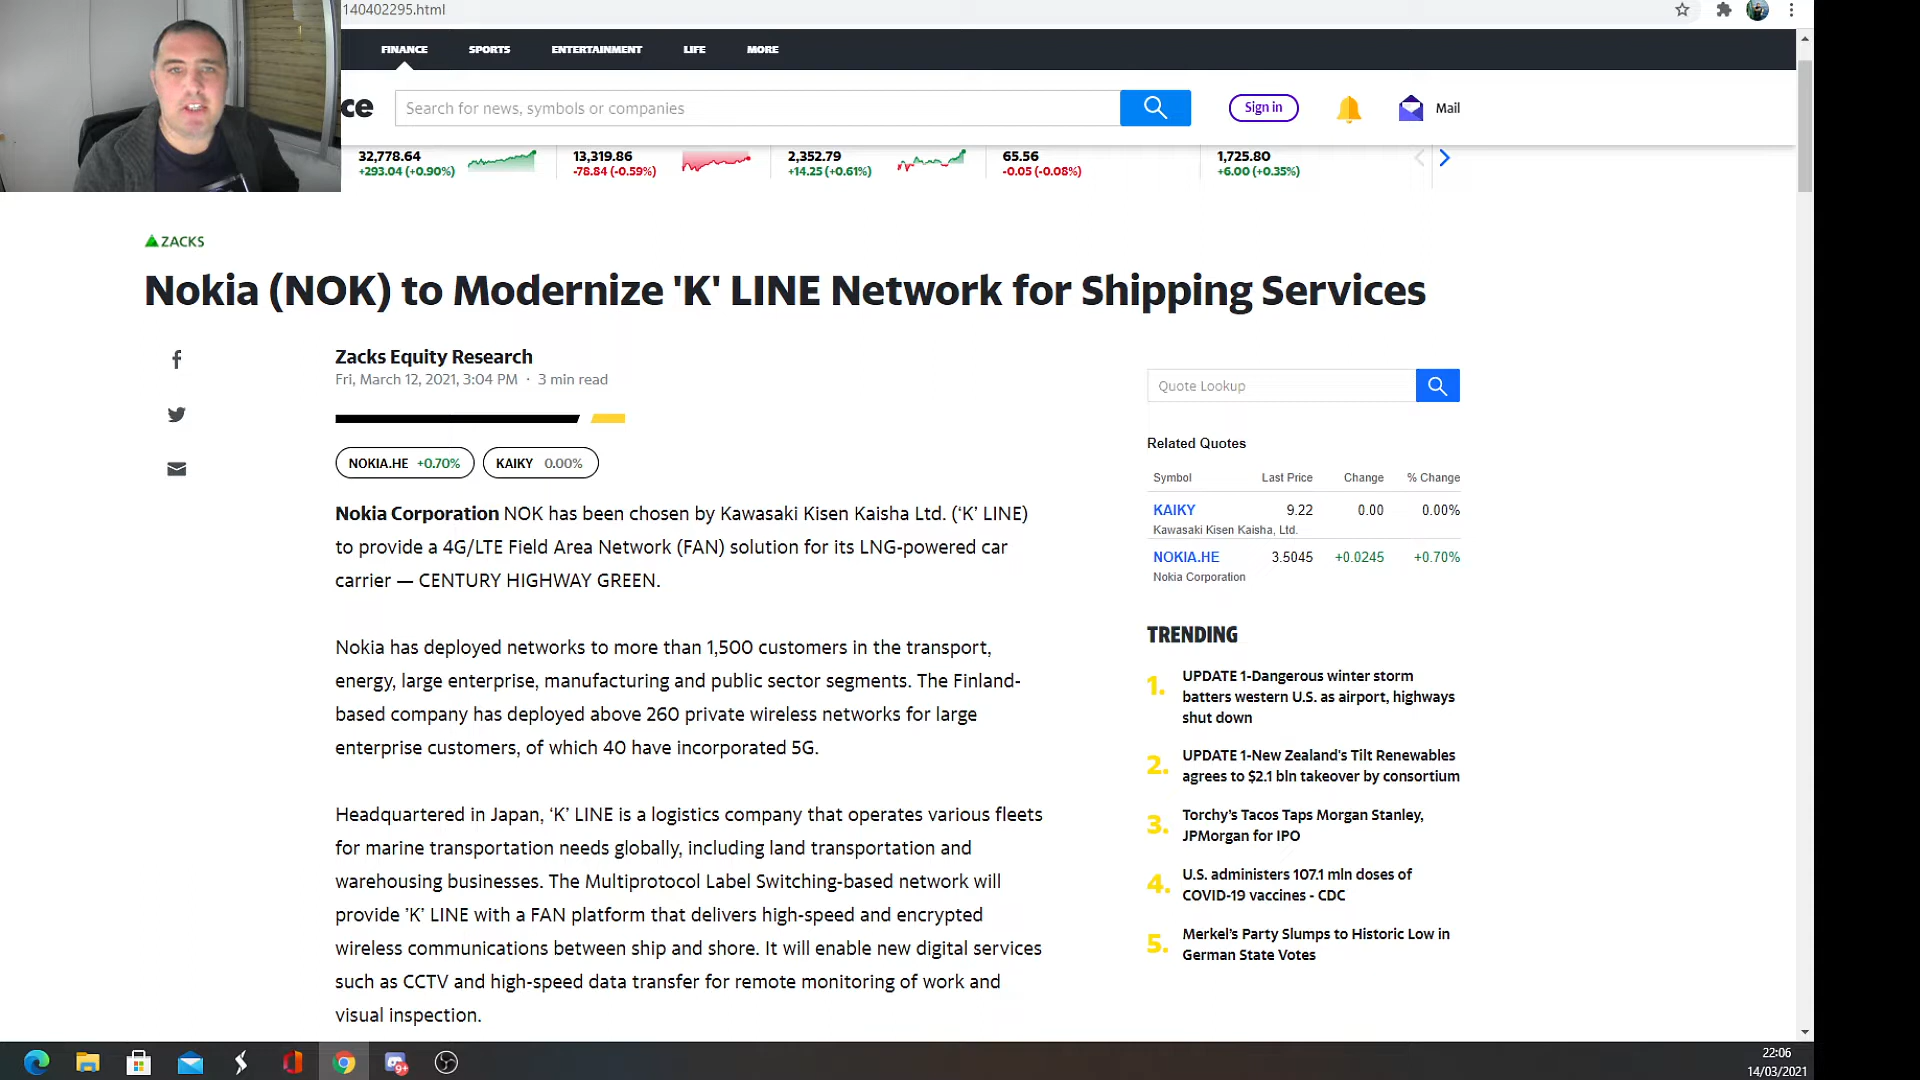 140402295.html
FINANCE SPORTS ENTERTAINMENT LIFE MORE
ce Search for news, symbols or companies Sign in Mail
32,778.64 13,319.86 2,352.79 65.56 1,725.80
+293.04 (+0.90%) -78.84 (-0.59%) +14.25 (+0.61%) -0.05 (-0.08%) +6.00 (+0.35%)
ZACKS
Nokia (NOK) to Modernize 'K' LINE Network for Shipping Services
Zacks Equity Research
Fri, March 12, 2021, 3:04 PM · 3 min read
NOKIA.HE +0.70% KAIKY 0.00%
Nokia Corporation NOK has been chosen by Kawasaki Kisen Kaisha Ltd. (‘K’ LINE)
to provide a 4G/LTE Field Area Network (FAN) solution for its LNG-powered car
carrier — CENTURY HIGHWAY GREEN.
Nokia has deployed networks to more than 1,500 customers in the transport,
energy, large enterprise, manufacturing and public sector segments. The Finland-
based company has deployed above 260 private wireless networks for large
enterprise customers, of which 40 have incorporated 5G.
Headquartered in Japan, ‘K’ LINE is a logistics company that operates various fleets
for marine transportation needs globally, including land transportation and
warehousing businesses. The Multiprotocol Label Switching-based network will
provide ’K’ LINE with a FAN platform that delivers high-speed and encrypted
wireless communications between ship and shore. It will enable new digital services
such as CCTV and high-speed data transfer for remote monitoring of work and
visual inspection.
Quote Lookup
Related Quotes
Symbol Last Price Change % Change
KAIKY 9.22 0.00 0.00%
Kawasaki Kisen Kaisha, Ltd.
NOKIA.HE 3.5045 +0.0245 +0.70%
Nokia Corporation
TRENDING
1. UPDATE 1-Dangerous winter storm
batters western U.S. as airport, highways
shut down
2. UPDATE 1-New Zealand's Tilt Renewables
agrees to $2.1 bln takeover by consortium
3. Torchy's Tacos Taps Morgan Stanley,
JPMorgan for IPO
4. U.S. administers 107.1 mln doses of
COVID-19 vaccines - CDC
5. Merkel's Party Slumps to Historic Low in
German State Votes
9+
22:06
14/03/2021